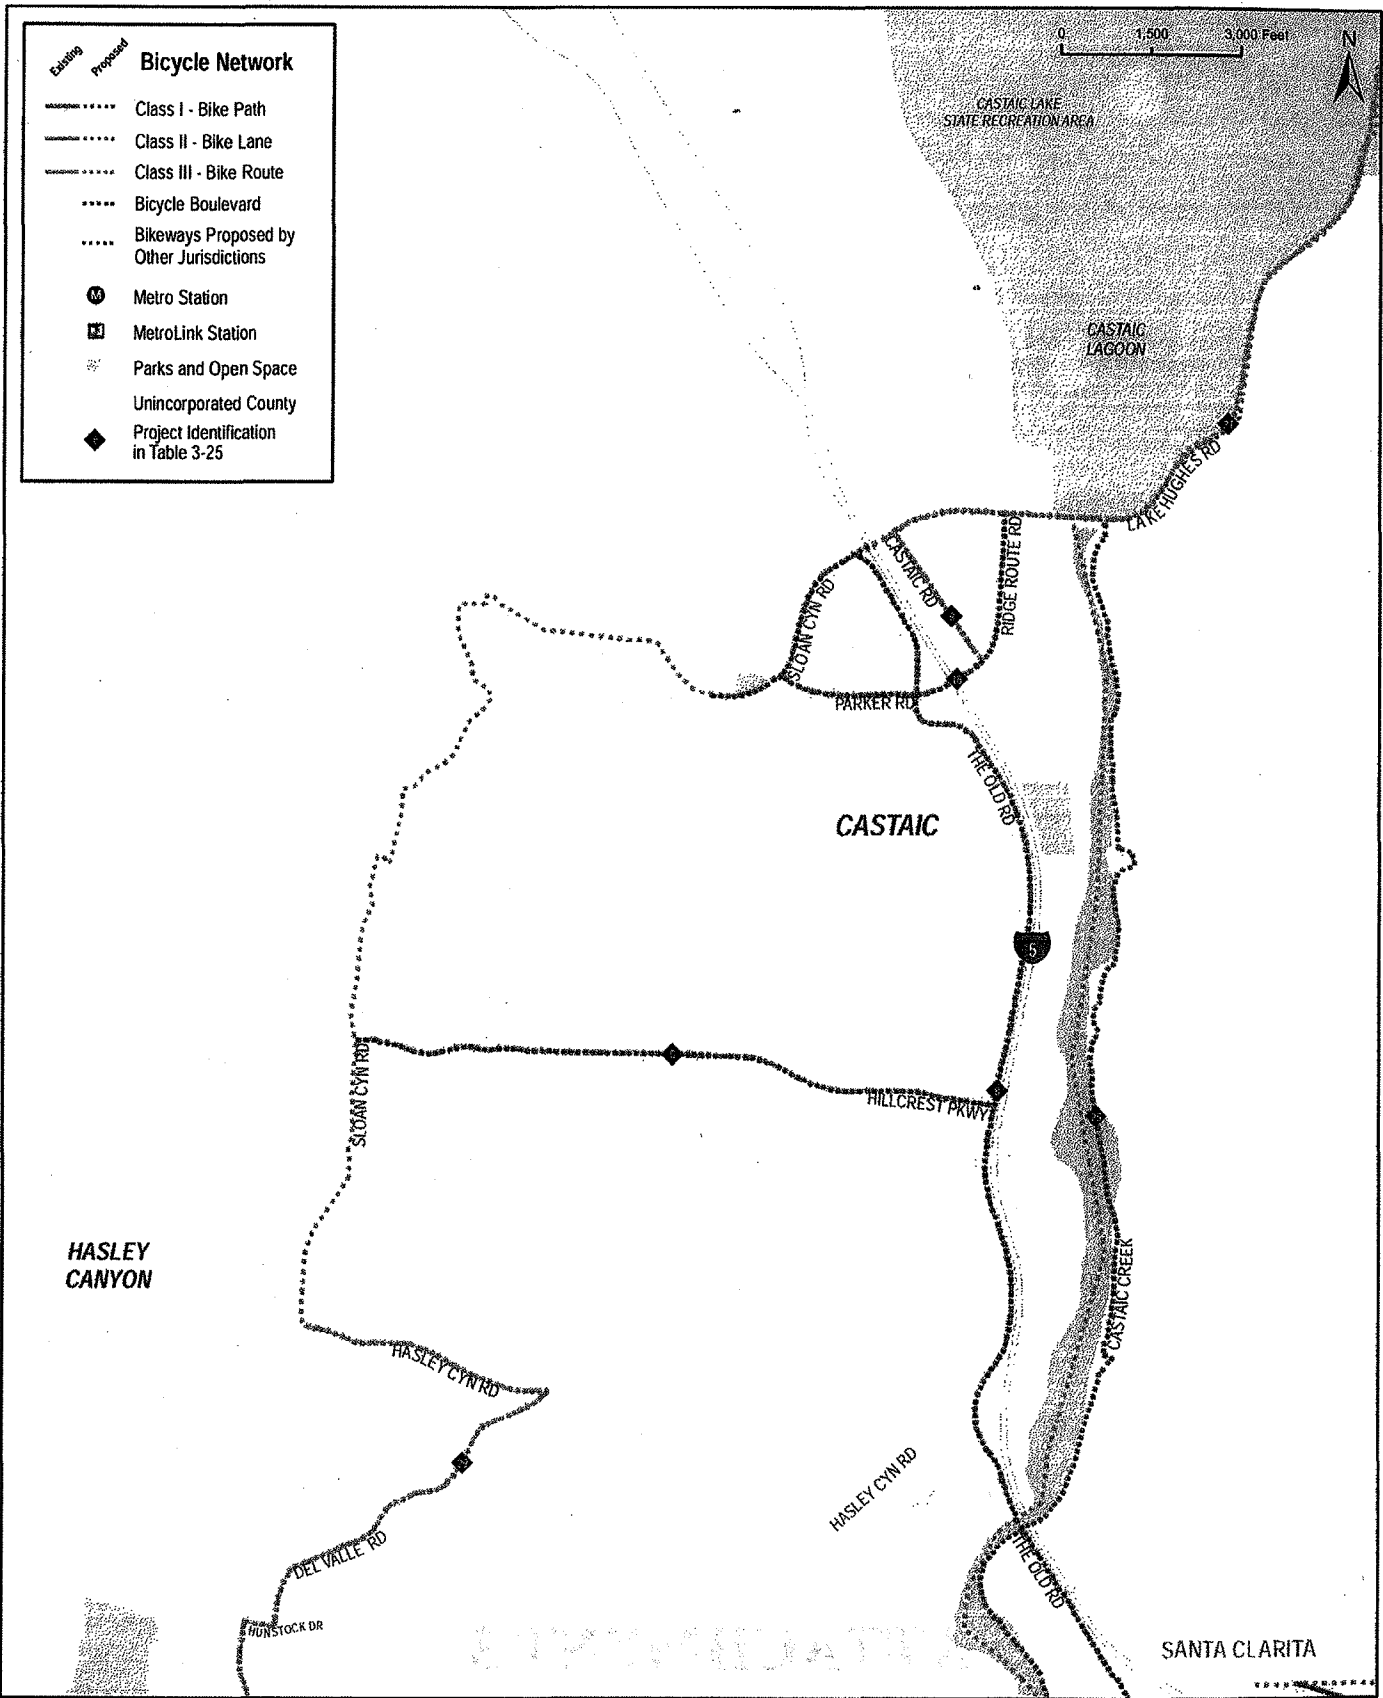 Existing
Proposed
Bicycle Network
Class I - Bike Path
Class II - Bike Lane
Class III - Bike Route
Bicycle Boulevard
Bikeways Proposed by
Other Jurisdictions
M
Metro Station
MetroLink Station
Parks and Open Space
Unincorporated County
Project Identification
in Table 3-25
0 1,500 3,000 Feet
N
CASTAIC LAKE
STATE RECREATION AREA
CASTAIC
LAGOON
LAKE HUGHES RD
CASTAIC RD
RIDGE ROUTE RD
SLOAN CYN RD
PARKER RD
THE OLD RD
CASTAIC
5
SLOAN CYN RD
HILLCREST PKWY
HASLEY
CANYON
CASTAIC CREEK
HASLEY CYN RD
HASLEY CYN RD
DEL VALLE RD
THE OLD RD
HUNSTOCK DR
SANTA CLARITA